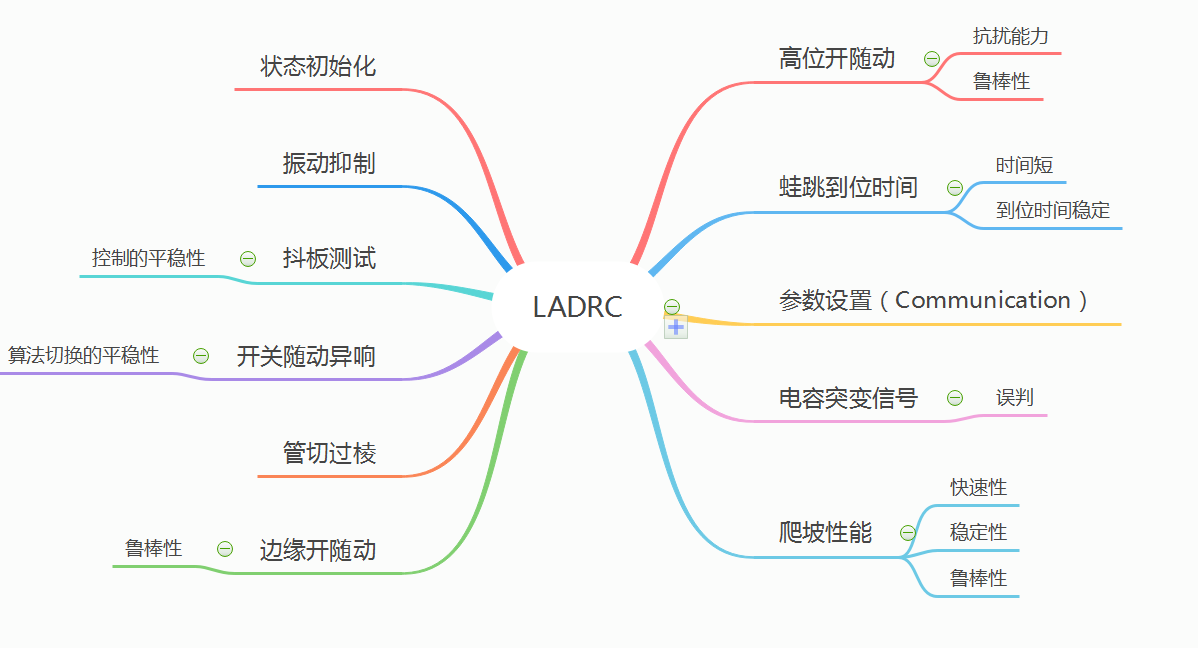 LADRC
高位开随动
抗扰能力
鲁棒性
蛙跳到位时间
时间短
到位时间稳定
参数设置（Communication）
电容突变信号
误判
爬坡性能
快速性
稳定性
鲁棒性
状态初始化
振动抑制
抖板测试
控制的平稳性
开关随动异响
算法切换的平稳性
管切过棱
边缘开随动
鲁棒性